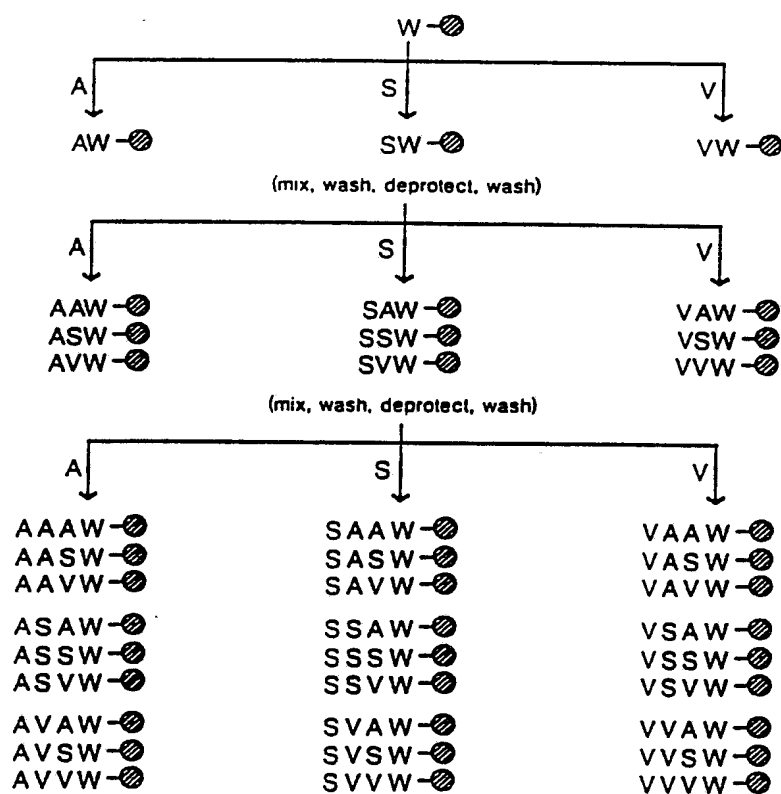 W
A S V
AW SW VW
(mix, wash, deprotect, wash)
A S V
AAW SAW VAW
ASW SSW VSW
AVW SVW VVW
(mix, wash, deprotect, wash)
A S V
AAAW SAAW VAAW
AASW SASW VASW
AAVW SAVW VAVW
ASAW SSAW VSAW
ASSW SSSW VSSW
ASVW SSVW VSVW
AVAW SVAW VVAW
AVSW SVSW VVSW
AVVW SVVW VVVW